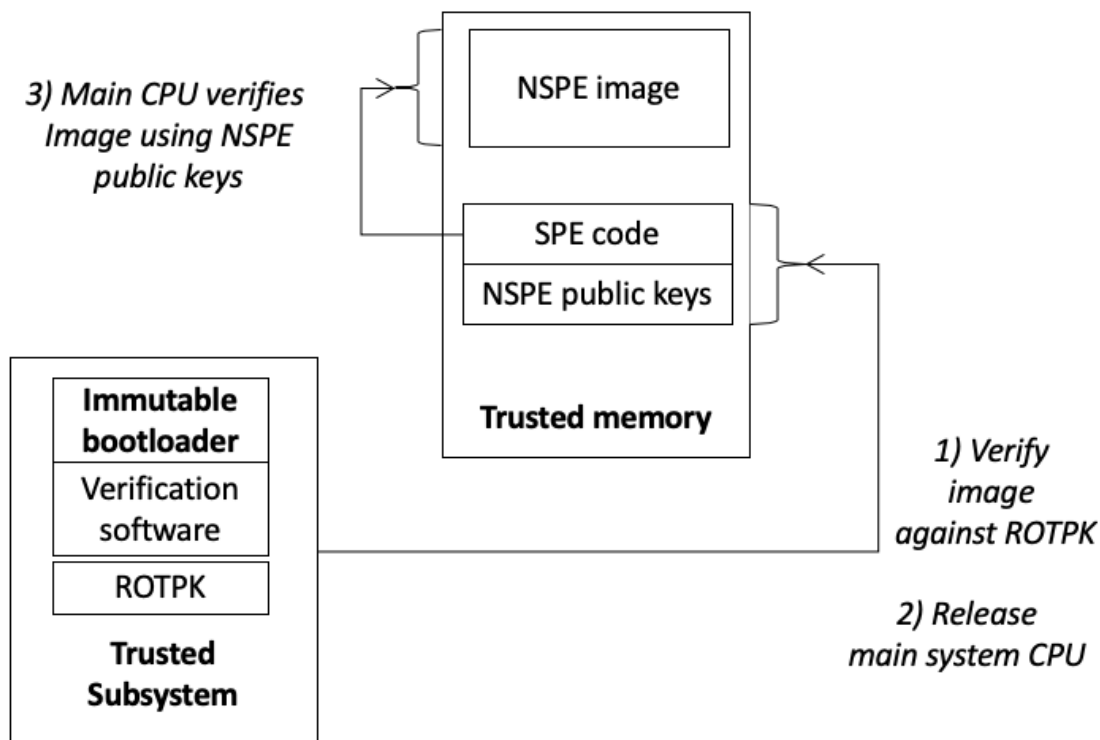 NSPE image
3) Main CPU verifies
Image using NSPE
public keys
SPE code
NSPE public keys
Trusted memory
Immutable
bootloader
Verification
software
ROTPK
Trusted
Subsystem
1) Verify
image
against ROTPK
2) Release
main system CPU